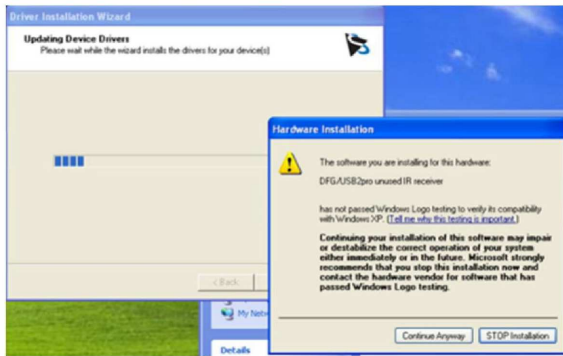 Driver Installation Wizard
Updating Device Drivers
Please wait while the wizard installs the drivers for your device(s)
Hardware Installation
The software you are installing for this hardware:
DFG/USB2pro unused IR receiver
has not passed Windows Logo testing to verify its compatibility
with Windows XP. (Tell me why this testing is important.)
Continuing your installation of this software may impair
or destabilize the correct operation of your system
either immediately or in the future. Microsoft strongly
recommends that you stop this installation now and
contact the hardware vendor for software that has
passed Windows Logo testing.
< Back
My Netw
Continue Anyway
STOP Installation
Details